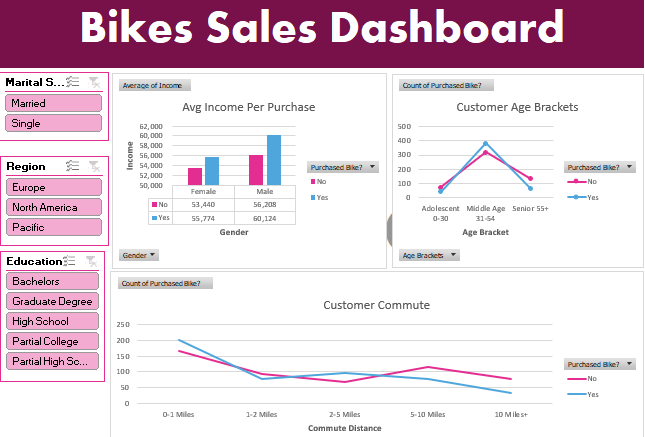 Bikes Sales Dashboard
Marital S...
Married
Single
Region
Europe
North America
Pacific
Education
Bachelors
Graduate Degree
High School
Partial College
Partial High Sc...
Average of Income
Avg Income Per Purchase
Income
62,000
60,000
58,000
56,000
54,000
52,000
50,000
Female Male
No 53,440 56,208
Yes 55,774 60,124
Gender
Purchased Bike?
No
Yes
Gender
Count of Purchased Bike?
Customer Age Brackets
500
400
300
200
100
0
Adolescent Middle Age Senior 55+
0-30 31-54
Age Bracket
Purchased Bike?
No
Yes
Age Brackets
Count of Purchased Bike?
Customer Commute
250
200
150
100
50
0
0-1 Miles 1-2 Miles 2-5 Miles 5-10 Miles 10 Miles+
Commute Distance
Purchased Bike?
No
Yes